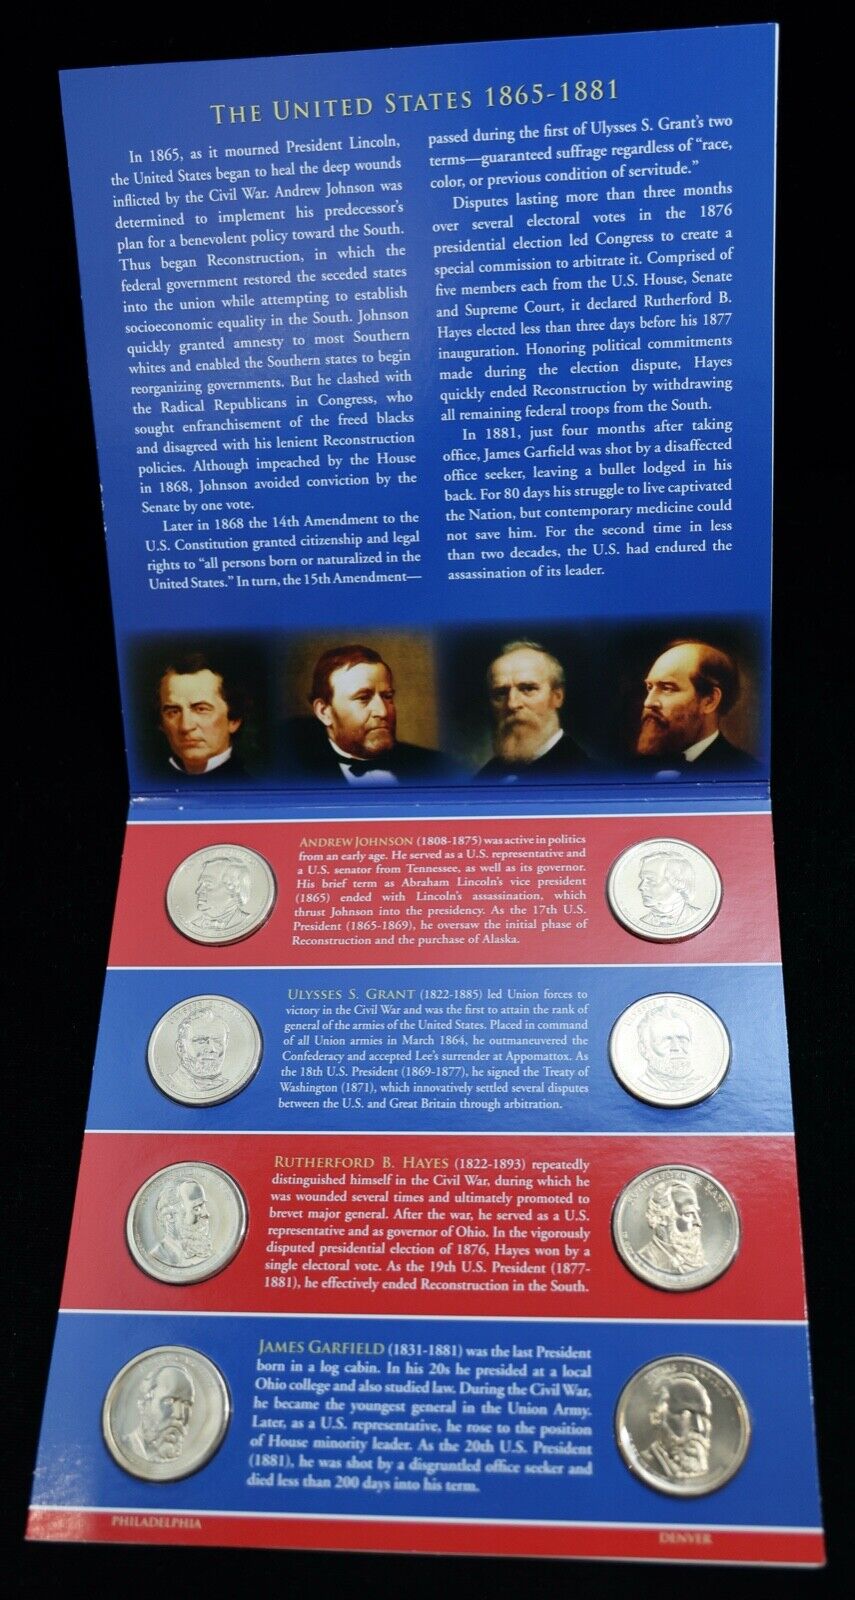 THE UNITED STATES 1865-1881
In 1865, as it mourned President Lincoln,
the United States began to heal the deep wounds
inflicted by the Civil War. Andrew Johnson was
determined to implement his predecessor's
plan for a benevolent policy toward the South.
Thus began Reconstruction, in which the
federal government restored the seceded states
into the union while attempting to establish
socioeconomic equality in the South. Johnson
quickly granted amnesty to most Southern
whites and enabled the Southern states to begin
reorganizing governments. But he clashed with
the Radical Republicans in Congress, who
sought enfranchisement of the freed blacks
and disagreed with his lenient Reconstruction
policies. Although impeached by the House
in 1868, Johnson avoided conviction by the
Senate by one vote.
Later in 1868 the 14th Amendment to the
U.S. Constitution granted citizenship and legal
rights to "all persons born or naturalized in the
United States." In turn, the 15th Amendment—
passed during the first of Ulysses S. Grant's two
terms—guaranteed suffrage regardless of "race,
color, or previous condition of servitude."
Disputes lasting more than three months
over several electoral votes in the 1876
presidential election led Congress to create a
special commission to arbitrate it. Comprised of
five members each from the U.S. House, Senate
and Supreme Court, it declared Rutherford B.
Hayes elected less than three days before his 1877
inauguration. Honoring political commitments
made during the election dispute, Hayes
quickly ended Reconstruction by withdrawing
all remaining federal troops from the South.
In 1881, just four months after taking
office, James Garfield was shot by a disaffected
office seeker, leaving a bullet lodged in his
back. For 80 days his struggle to live captivated
the Nation, but contemporary medicine could
not save him. For the second time in less
than two decades, the U.S. had endured the
assassination of its leader.
ANDREW JOHNSON (1808-1875) was active in politics
from an early age. He served as a U.S. representative and
a U.S. senator from Tennessee, as well as its governor.
His brief term as Abraham Lincoln's vice president
(1865) ended with Lincoln's assassination, which
thrust Johnson into the presidency. As the 17th U.S.
President (1865-1869), he oversaw the initial phase of
Reconstruction and the purchase of Alaska.
ULYSSES S. GRANT (1822-1885) led Union forces to
victory in the Civil War and was the first to attain the rank of
general of the armies of the United States. Placed in command
of all Union armies in March 1864, he outmaneuvered the
Confederacy and accepted Lee's surrender at Appomattox. As
the 18th U.S. President (1869-1877), he signed the Treaty of
Washington (1871), which innovatively settled several disputes
between the U.S. and Great Britain through arbitration.
RUTHERFORD B. HAYES
RUTHERFORD B. HAYES (1822-1893) repeatedly
distinguished himself in the Civil War, during which he
was wounded several times and ultimately promoted to
brevet major general. After the war, he served as a U.S.
representative and as governor of Ohio. In the vigorously
disputed presidential election of 1876, Hayes won by a
single electoral vote. As the 19th U.S. President (1877-
1881), he effectively ended Reconstruction in the South.
JAMES GARFIELD (1831-1881) was the last President
born in a log cabin. In his 20s he presided at a local
Ohio college and also studied law. During the Civil War,
he became the youngest general in the Union Army.
Later, as a U.S. representative, he rose to the position
of House minority leader. As the 20th U.S. President
(1881), he was shot by a disgruntled office seeker and
died less than 200 days into his term.
PHILADELPHIA
DENVER